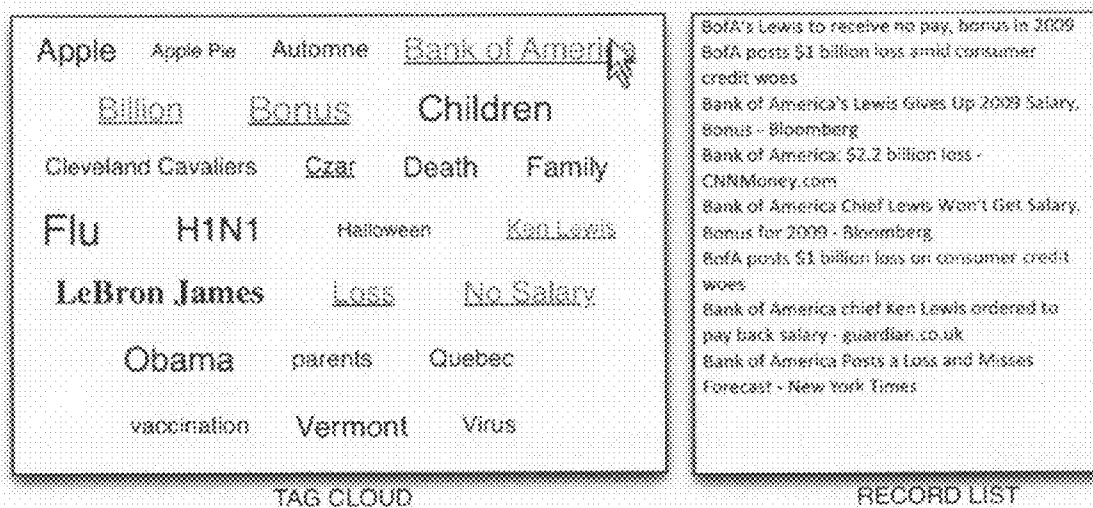 Apple Apple Pie Automne Bank of America
Billion Bonus Children
Cleveland Cavaliers Czar Death Family
Flu H1N1 Halloween Ken Lewis
LeBron James Loss No Salary
Obama parents Quebec
vaccination Vermont Virus
TAG CLOUD
BofA's Lewis to receive no pay, bonus in 2009
BofA posts $1 billion loss amid consumer
credit woes
Bank of America's Lewis Gives Up 2009 Salary,
Bonus - Bloomberg
Bank of America: $2.2 billion loss -
CNNMoney.com
Bank of America Chief Lewis Won't Get Salary,
Bonus for 2009 - Bloomberg
BofA posts $1 billion loss on consumer credit
woes
Bank of America chief Ken Lewis ordered to
pay back salary - guardian.co.uk
Bank of America Posts a Loss and Misses
Forecast - New York Times
RECORD LIST